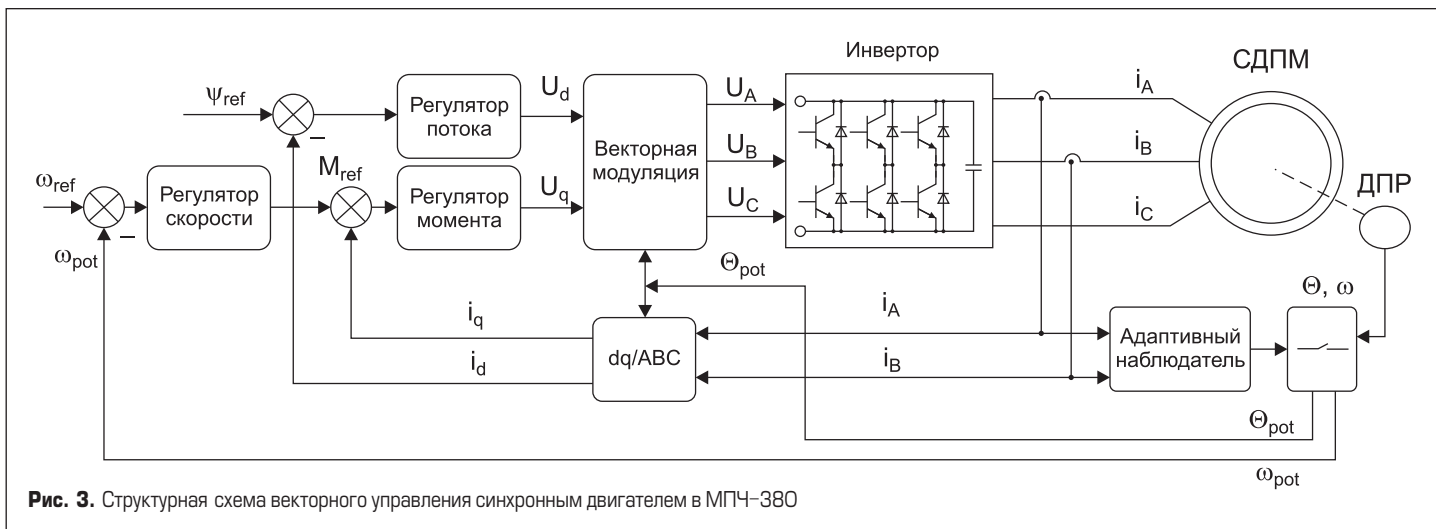 Инвертор
СДПМ
ψref
Регулятор
потока
Ud
Векторная
модуляция
UA
UB
UC
iA
iB
iC
ДПР
ωref
Регулятор
скорости
Mref
Регулятор
момента
Uq
ωpot
–
–
Θpot
Θ, ω
iq
id
dq/ABC
iA
iB
Адаптивный
наблюдатель
Θpot
ωpot
Рис. 3. Структурная схема векторного управления синхронным двигателем в МПЧ-380